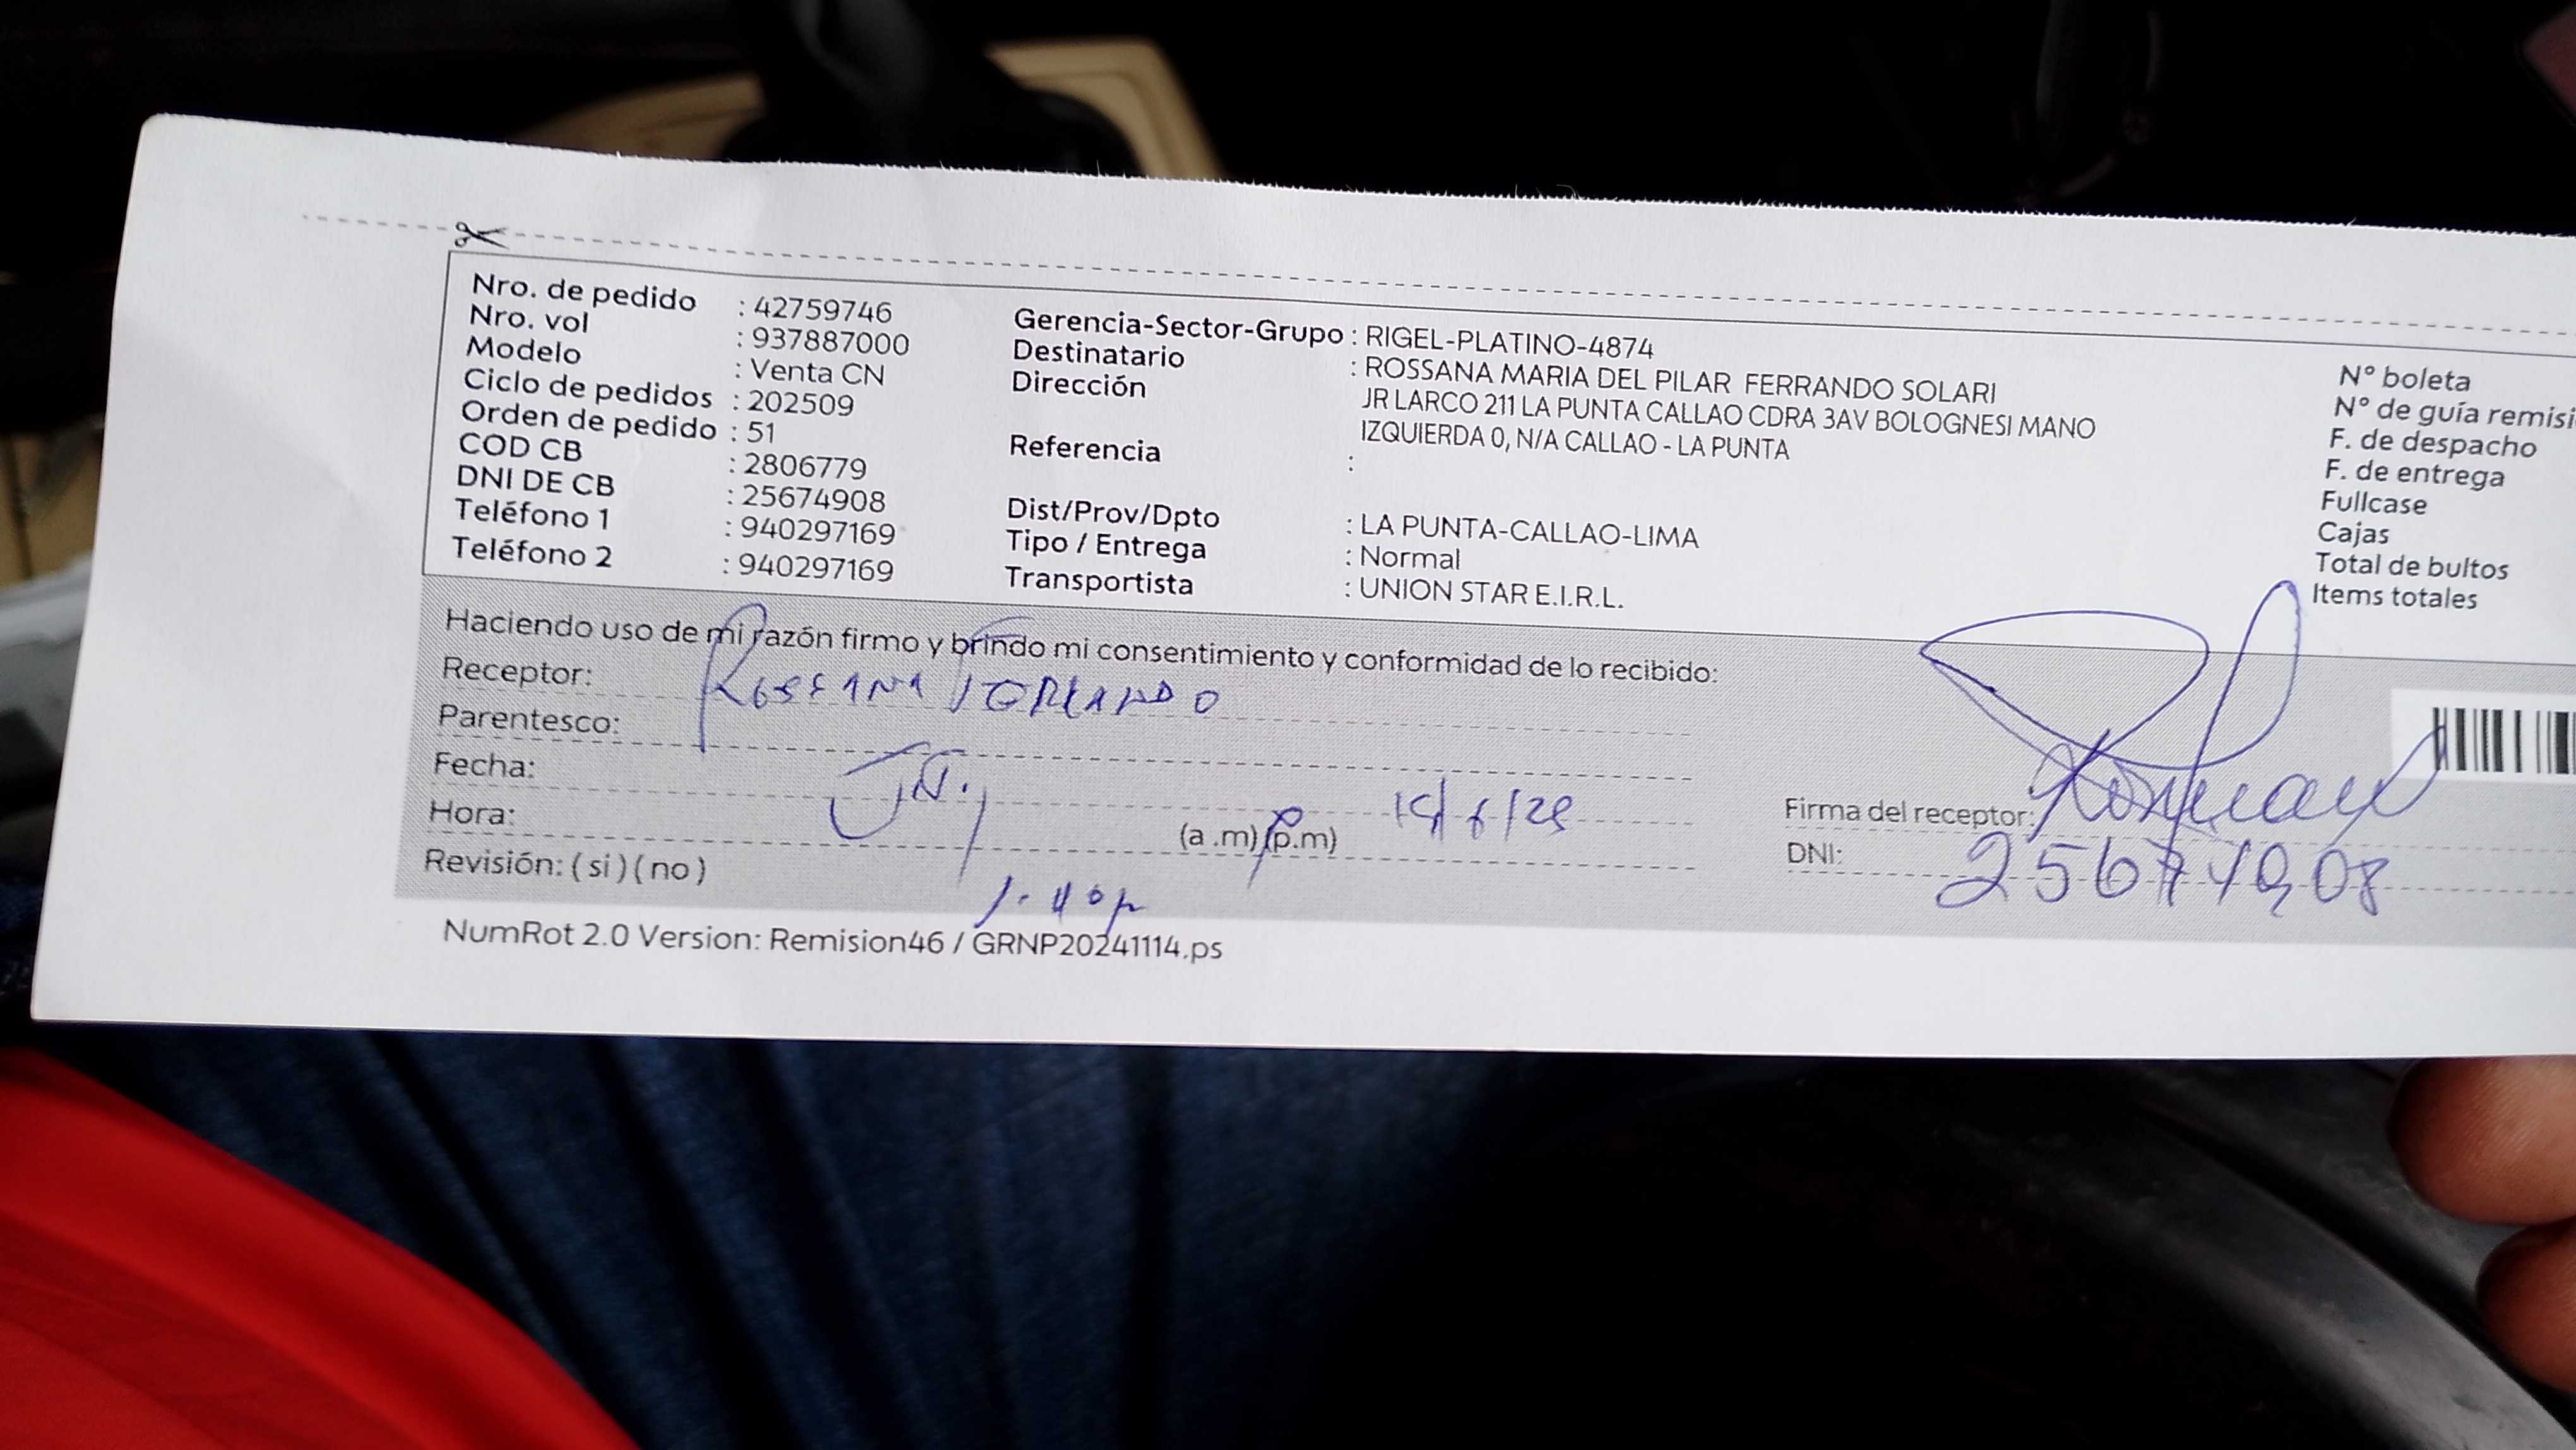 Nro. de pedido : 42759746
Nro. vol : 937887000
Modelo : Venta CN
Ciclo de pedidos : 202509
Orden de pedido : 51
COD CB : 2806779
DNI DE CB : 25674908
Teléfono 1 : 940297169
Teléfono 2 : 940297169
Gerencia-Sector-Grupo : RIGEL-PLATINO-4874
Destinatario : ROSSANA MARIA DEL PILAR FERRANDO SOLARI
Dirección JR LARCO 211 LA PUNTA CALLAO CDRA 3AV BOLOGNESI MANO
IZQUIERDA 0, N/A CALLAO - LA PUNTA
Referencia :
Dist/Prov/Dpto : LA PUNTA-CALLAO-LIMA
Tipo / Entrega : Normal
Transportista : UNION STAR E.I.R.L.
N° boleta
N° de guía remisi
F. de despacho
F. de entrega
Fullcase
Cajas
Total de bultos
Items totales
Haciendo uso de mi razón firmo y brindo mi consentimiento y conformidad de lo recibido:
Receptor: ROSSANA FERRANDO
Parentesco:
Fecha:
Hora: (a .m) (p.m)
Revisión: ( si ) ( no )
1.40p
Firma del receptor:
DNI: 25674908
NumRot 2.0 Version: Remision46 / GRNP20241114.ps